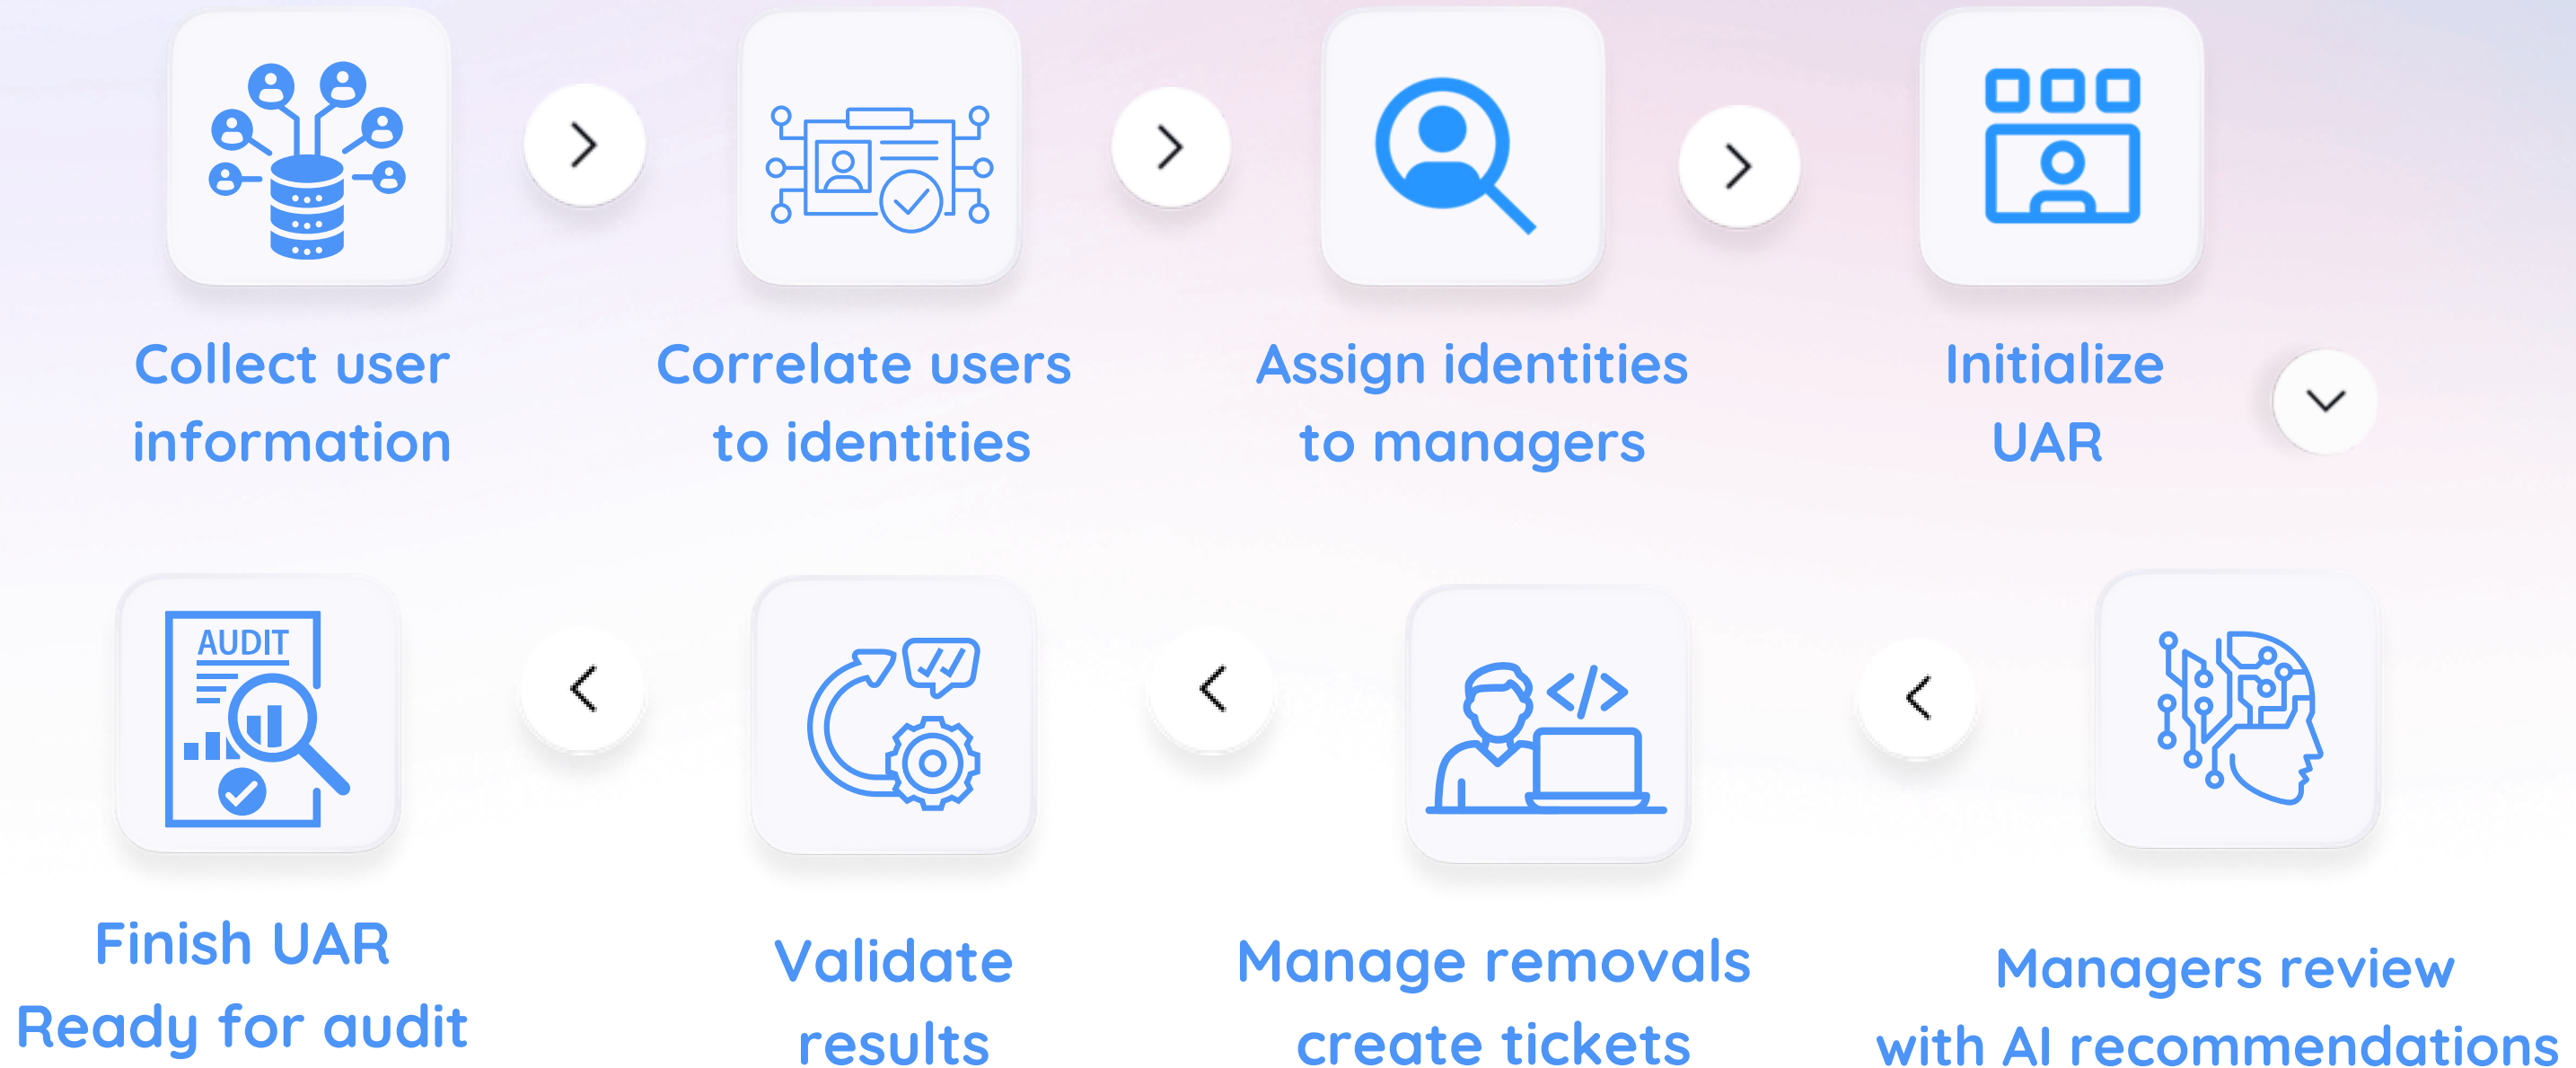 Collect user
information
Correlate users
to identities
Assign identities
to managers
Initialize
UAR
AUDIT
Finish UAR
Ready for audit
Validate
results
</>
Manage removals
create tickets
Managers review
with AI recommendations